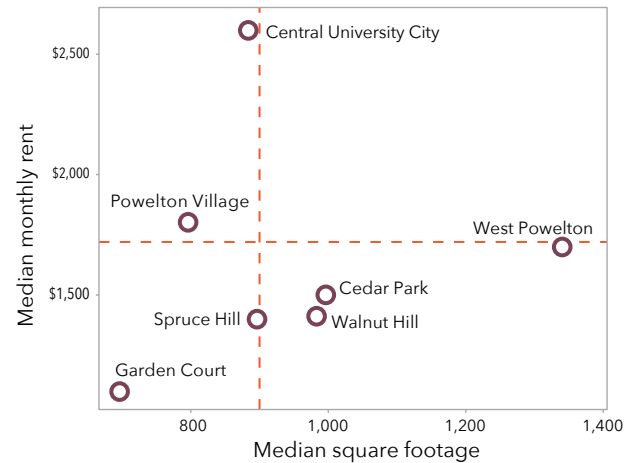 Central University City
$2,500
$2,000
Powelton Village
West Powelton
Median monthly rent
$1,500
Cedar Park
Spruce Hill
Walnut Hill
Garden Court
800
1,000
1,200
1,400
Median square footage